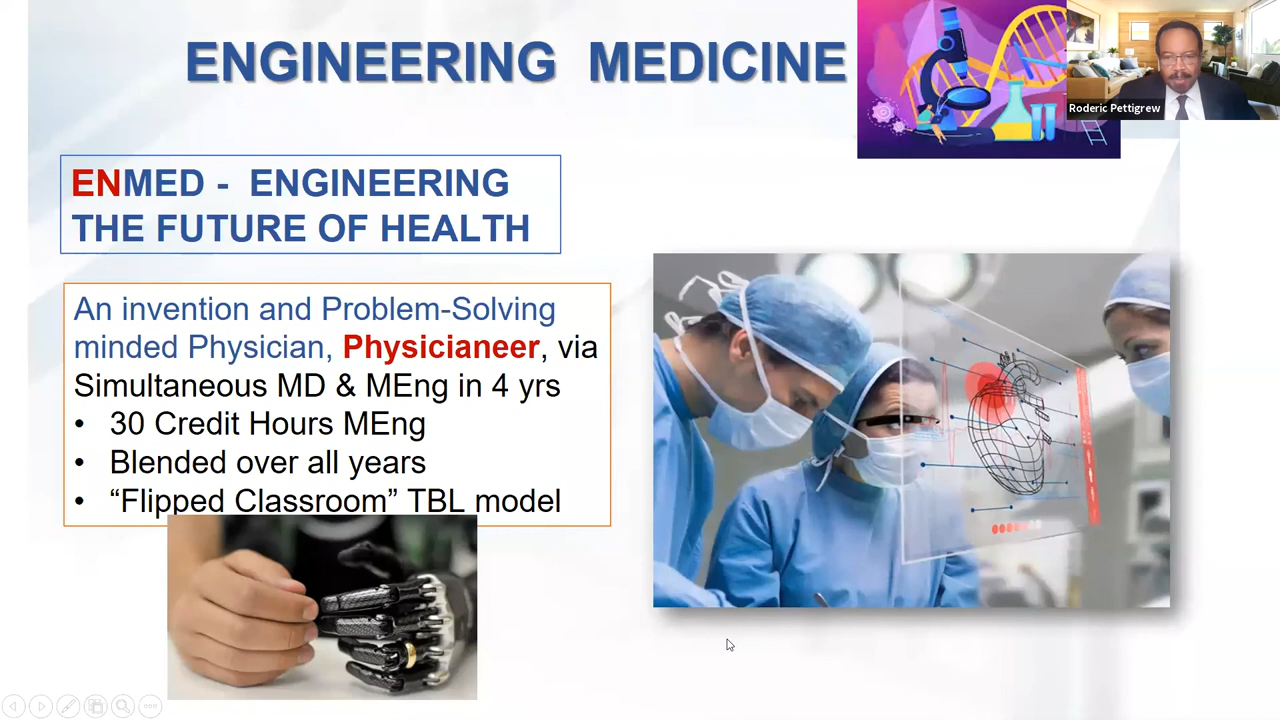 ENGINEERING MEDICINE
Roderic Pettigrew
ENMED - ENGINEERING
THE FUTURE OF HEALTH
An invention and Problem-Solving
minded Physician, Physicianeer, via
Simultaneous MD & MEng in 4 yrs
• 30 Credit Hours MEng
• Blended over all years
• “Flipped Classroom” TBL model